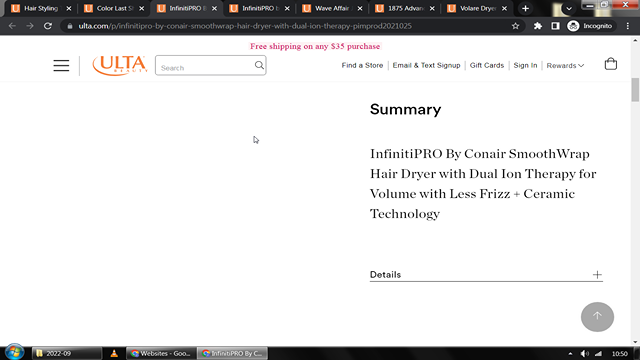 Hair Styling
Color Last S
InfinitiPRO B
InfinitiPRO b
Wave Affair
1875 Advan
Volare Drye
ulta.com/p/infinitipro-by-conair-smoothwrap-hair-dryer-with-dual-ion-therapy-pimprod2021025
Incognito
Free shipping on any $35 purchase
ULTA
BEAUTY
Search
Find a Store
Email & Text Signup
Gift Cards
Sign In
Rewards
Summary
InfinitiPRO By Conair SmoothWrap
Hair Dryer with Dual Ion Therapy for
Volume with Less Frizz + Ceramic
Technology
Details
2022-09
Websites - Goo...
InfinitiPRO By C...
10:50